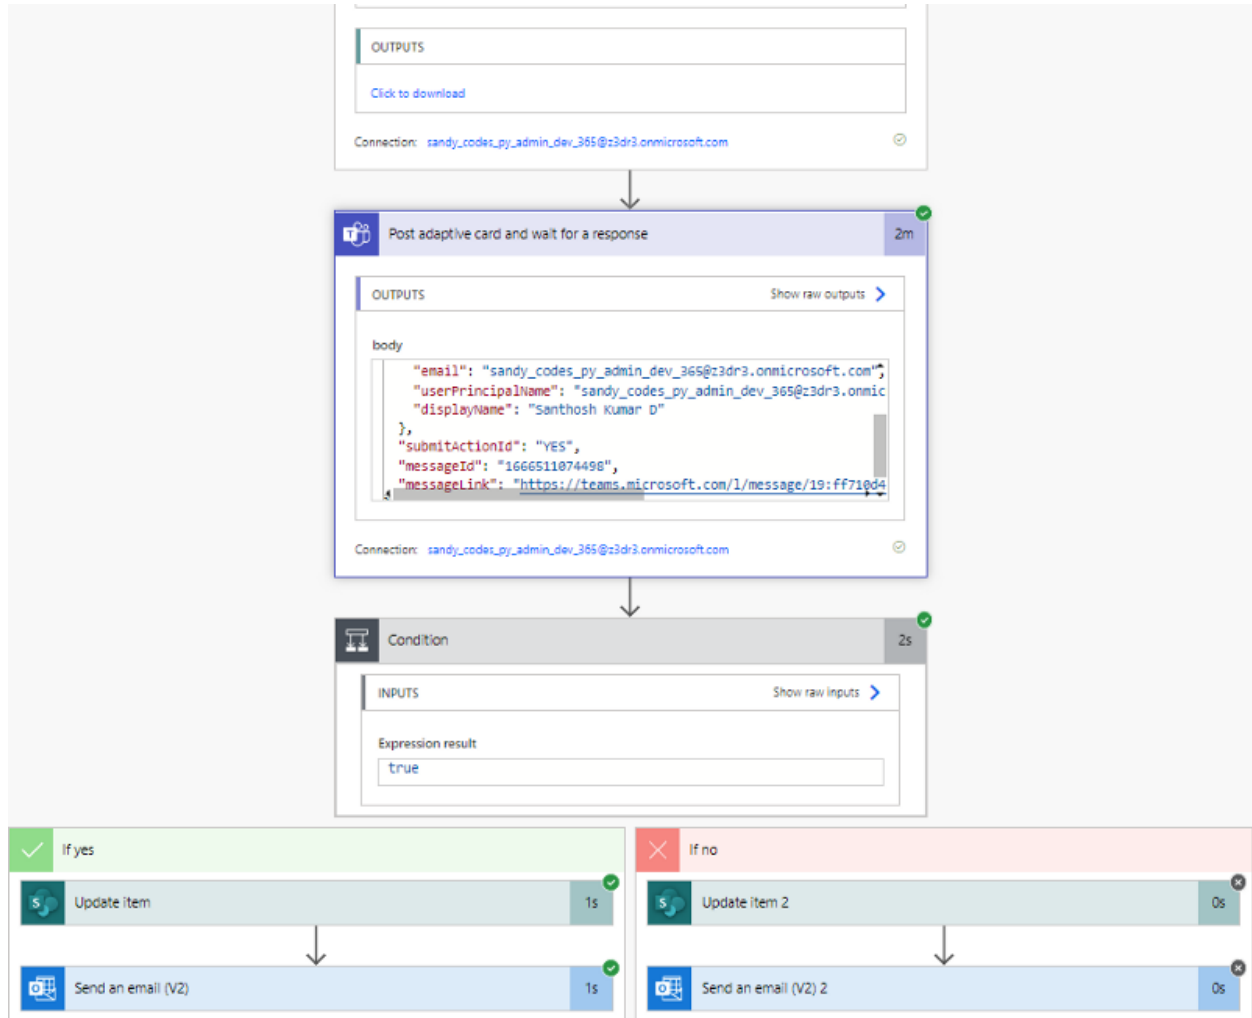 OUTPUTS
Click to download
Connection: sandy_codes_py_admin_dev_365@z3dr3.onmicrosoft.com
Post adaptive card and wait for a response 2m
OUTPUTS Show raw outputs
body
"email": "sandy_codes_py_admin_dev_365@z3dr3.onmicrosoft.com",
"userPrincipalName": "sandy_codes_py_admin_dev_365@z3dr3.onmic
"displayName": "Santhosh Kumar D"
},
"submitActionId": "YES",
"messageId": "1666511074498",
"messageLink": "https://teams.microsoft.com/l/message/19:ff710d4
Connection: sandy_codes_py_admin_dev_365@z3dr3.onmicrosoft.com
Condition 2s
INPUTS Show raw inputs
Expression result
true
If yes
Update item 1s
Send an email (V2) 1s
If no
Update item 2 0s
Send an email (V2) 2 0s